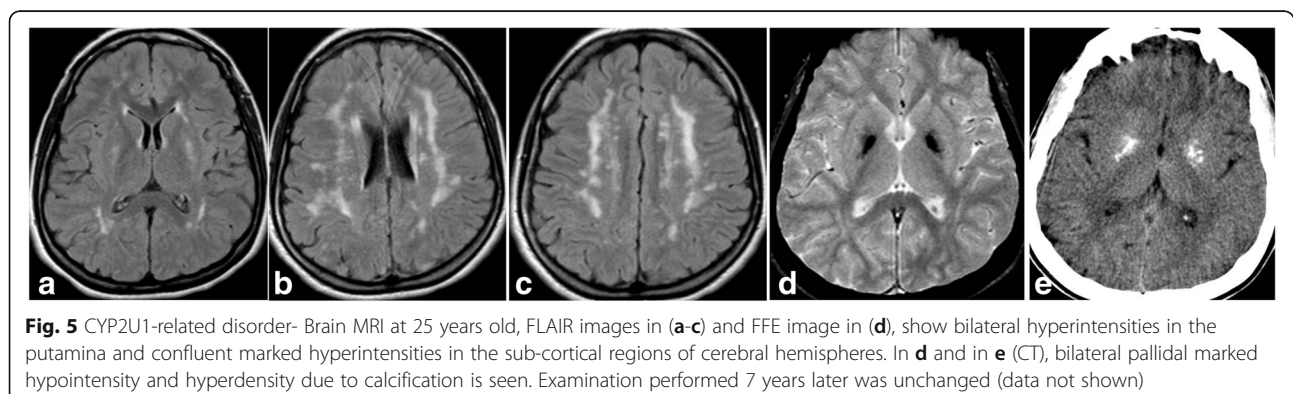 a
b
c
d
e
Fig. 5 CYP2U1-related disorder- Brain MRI at 25 years old, FLAIR images in (a-c) and FFE image in (d), show bilateral hyperintensities in the
putamina and confluent marked hyperintensities in the sub-cortical regions of cerebral hemispheres. In d and in e (CT), bilateral pallidal marked
hypointensity and hyperdensity due to calcification is seen. Examination performed 7 years later was unchanged (data not shown)